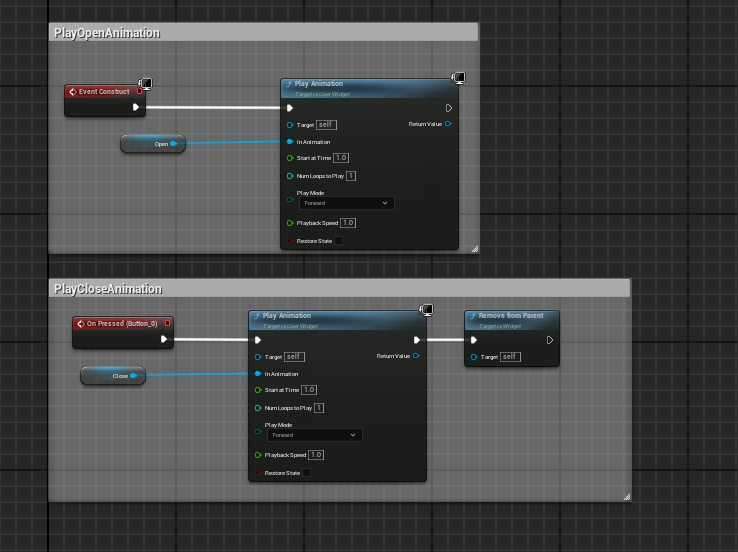 PlayOpenAnimation
Event Construct
Play Animation
Target is User Widget
Target self
Return Value
Open
In Animation
Start at Time 1.0
Num Loops to Play 1
Play Mode
Forward
Playback Speed 1.0
Restore State
PlayCloseAnimation
On Pressed (Button_0)
Play Animation
Target is User Widget
Remove from Parent
Target is Widget
Target self
Return Value
Target self
Close
In Animation
Start at Time 1.0
Num Loops to Play 1
Play Mode
Forward
Playback Speed 1.0
Restore State